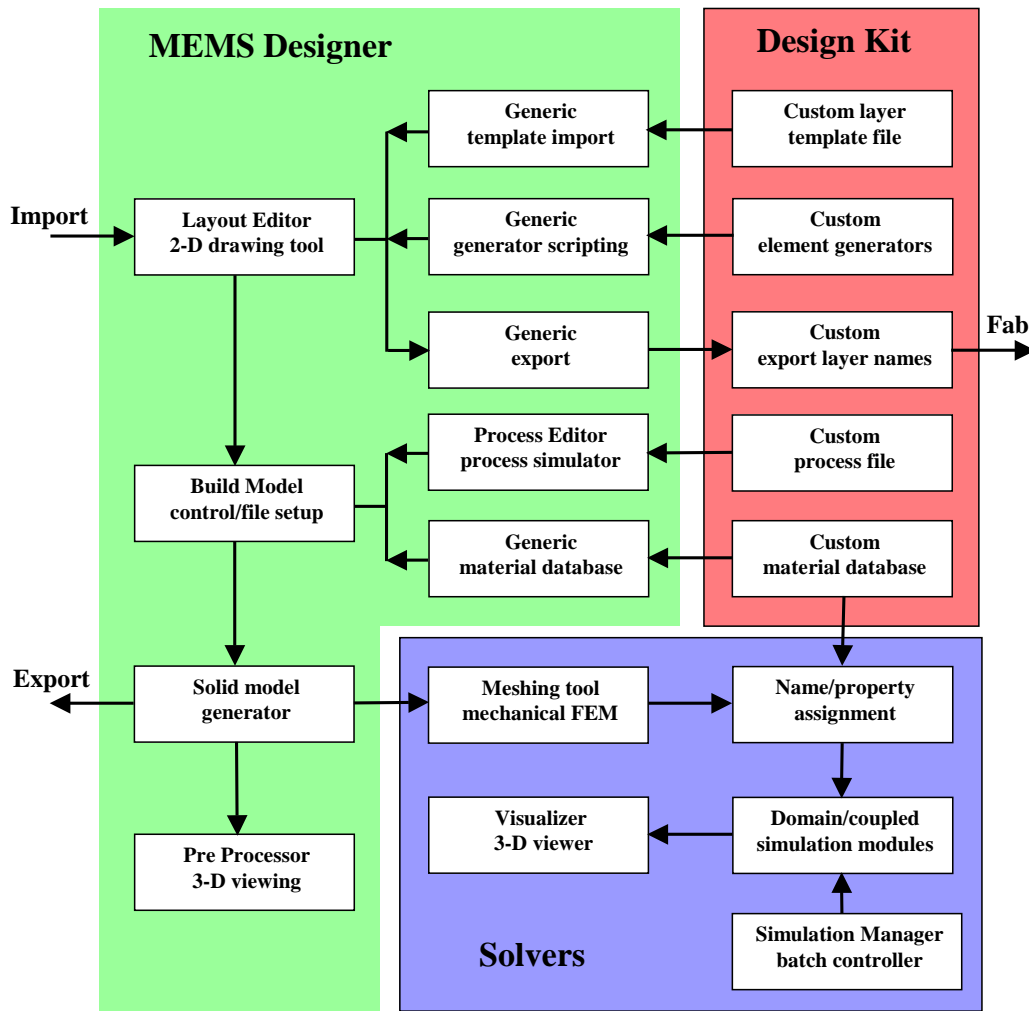 MEMS Designer
Design Kit
Generic
template import
Custom layer
template file
Import
Layout Editor
2-D drawing tool
Generic
generator scripting
Custom
element generators
Generic
export
Custom
export layer names
Fab
Process Editor
process simulator
Custom
process file
Build Model
control/file setup
Generic
material database
Custom
material database
Export
Solid model
generator
Meshing tool
mechanical FEM
Name/property
assignment
Pre Processor
3-D viewing
Visualizer
3-D viewer
Domain/coupled
simulation modules
Solvers
Simulation Manager
batch controller